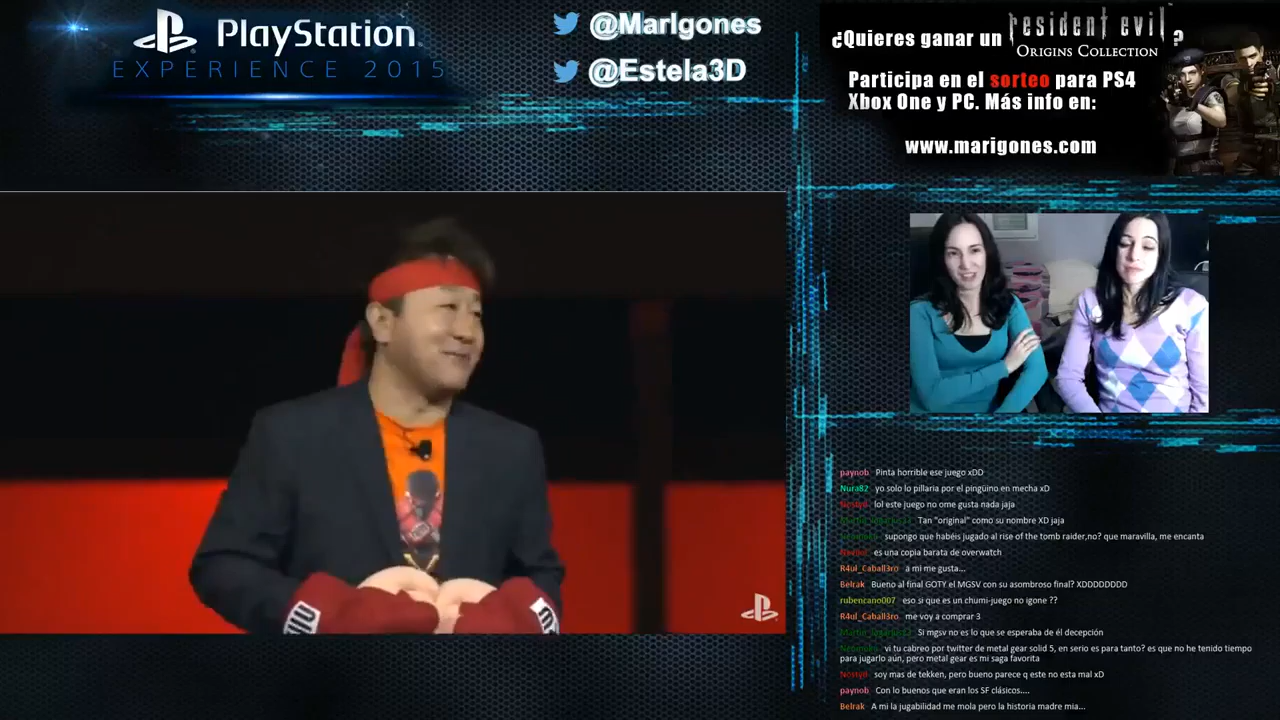 PlayStation
EXPERIENCE 2015
@MarIgones
@Estela3D
¿Quieres ganar un resident evil ?
ORIGINS COLLECTION
Participa en el sorteo para PS4
Xbox One y PC. Más info en:
www.marigones.com
paynob Pinta horrible ese juego xDD
Nura82 yo solo lo pillaria por el pingüino en mecha xD
Nostyd lol este juego no ome gusta nada jaja
Tan "original" como su nombre XD jaja
supongo que habéis jugado al rise of the tomb raider,no? que maravilla, me encanta
es una copia barata de overwatch
R4ul_Caball3ro a mi me gusta...
Belrak Bueno al final GOTY el MGSV con su asombroso final? XDDDDDDDD
rubencano007 eso si que es un chumi-juego no igone ??
R4ul_Caball3ro me voy a comprar 3
Si mgsv no es lo que se esperaba de él decepción
vi tu cabreo por twitter de metal gear solid 5, en serio es para tanto? es que no he tenido tiempo
para jugarlo aún, pero metal gear es mi saga favorita
Nostyd soy mas de tekken, pero bueno parece q este no esta mal xD
paynob Con lo buenos que eran los SF clásicos....
Belrak A mi la jugabilidad me mola pero la historia madre mia...